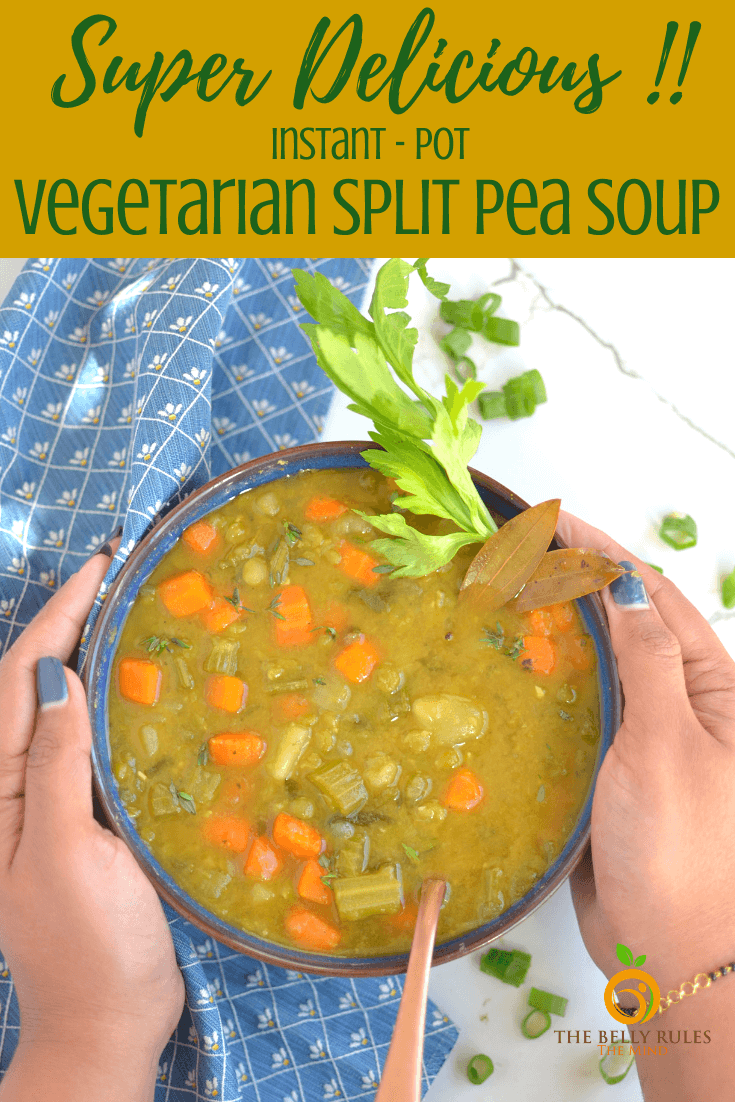 Super Delicious !!
INSTANT - POT
VEGETARIAN SPLIT PEA SOUP
THE BELLY RULES
THE MIND